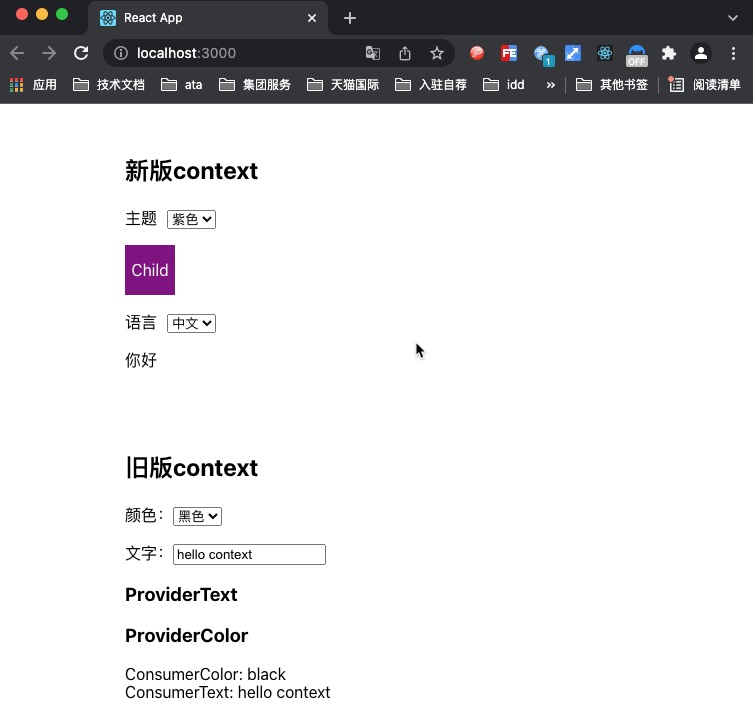 React App
localhost:3000
FE
1
OFF
应用 技术文档 ata 集团服务 天猫国际 入驻自荐 idd » 其他书签 阅读清单
新版context
主题 紫色
Child
语言 中文
你好
旧版context
颜色： 黑色
文字： hello context
ProviderText
ProviderColor
ConsumerColor: black
ConsumerText: hello context